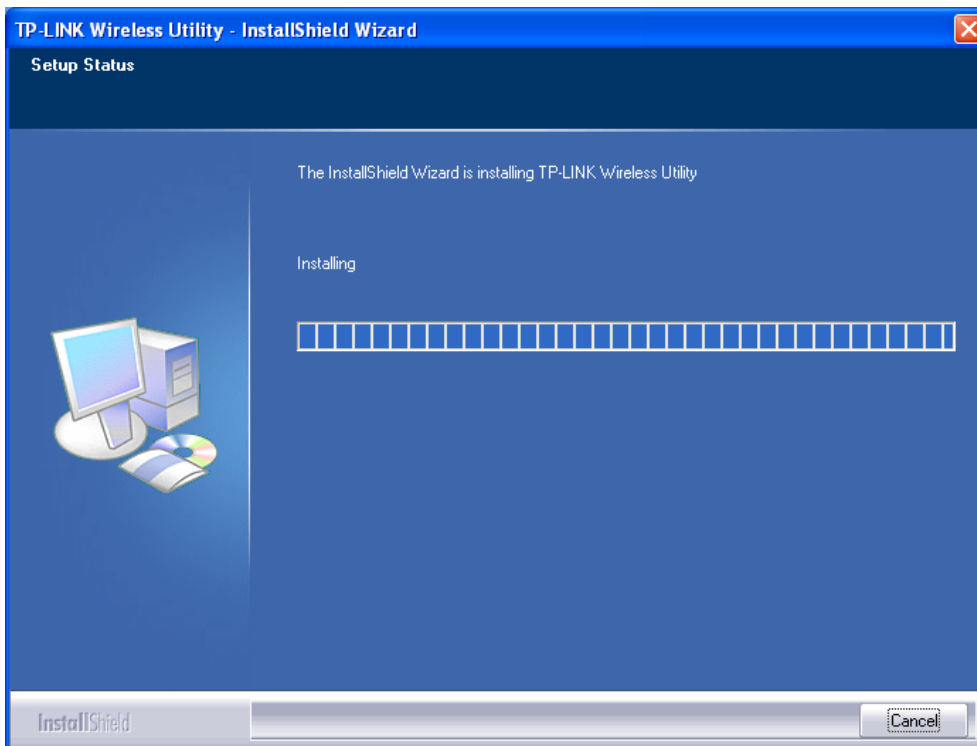 TP-LINK Wireless Utility - InstallShield Wizard
Setup Status
The InstallShield Wizard is installing TP-LINK Wireless Utility
Installing
InstallShield
Cancel